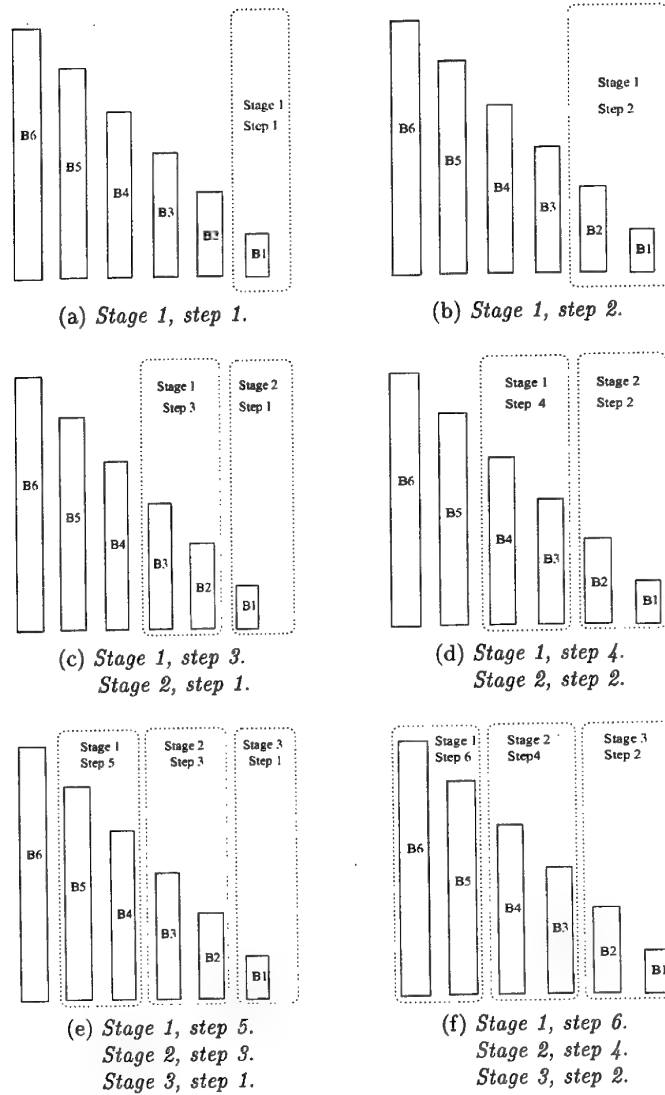 Stage 1
Step 1
B6
B5
B4
B3
B2
B1
(a) Stage 1, step 1.
Stage 1
Step 2
B6
B5
B4
B3
B2
B1
(b) Stage 1, step 2.
Stage 1
Step 3
Stage 2
Step 1
B6
B5
B4
B3
B2
B1
(c) Stage 1, step 3.
Stage 2, step 1.
Stage 1
Step 4
Stage 2
Step 2
B6
B5
B4
B3
B2
B1
(d) Stage 1, step 4.
Stage 2, step 2.
Stage 1
Step 5
Stage 2
Step 3
Stage 3
Step 1
B6
B5
B4
B3
B2
B1
(e) Stage 1, step 5.
Stage 2, step 3.
Stage 3, step 1.
Stage 1
Step 6
Stage 2
Step4
Stage 3
Step 2
B6
B5
B4
B3
B2
B1
(f) Stage 1, step 6.
Stage 2, step 4.
Stage 3, step 2.